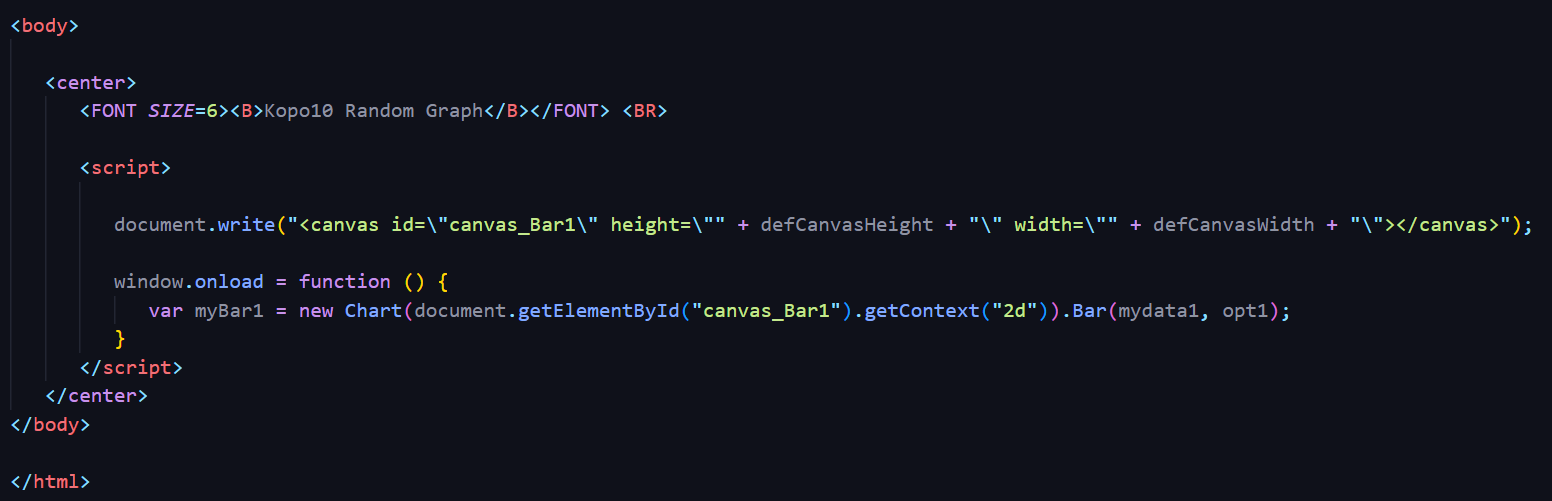 <body>
<center>
<FONT SIZE=6><B>Kopo10 Random Graph</B></FONT> <BR>
<script>
document.write("<canvas id=\"canvas_Bar1\" height=\"" + defCanvasHeight + "\" width=\"" + defCanvasWidth + "\"></canvas>");
window.onload = function () {
var myBar1 = new Chart(document.getElementById("canvas_Bar1").getContext("2d")).Bar(mydata1, opt1);
}
</script>
</center>
</body>
</html>